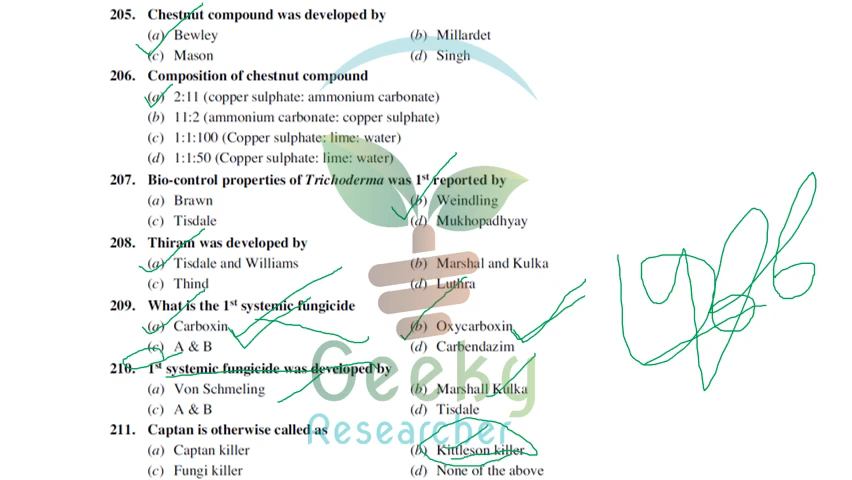 205. Chestnut compound was developed by
(a) Bewley (b) Millardet
(c) Mason (d) Singh
206. Composition of chestnut compound
(a) 2:11 (copper sulphate: ammonium carbonate)
(b) 11:2 (ammonium carbonate: copper sulphate)
(c) 1:1:100 (Copper sulphate: lime: water)
(d) 1:1:50 (Copper sulphate: lime: water)
207. Bio-control properties of Trichoderma was 1st reported by
(a) Brawn (b) Weindling
(c) Tisdale (d) Mukhopadhyay
208. Thiram was developed by
(a) Tisdale and Williams (b) Marshal and Kulka
(c) Thind (d) Luthra
209. What is the 1st systemic fungicide
(a) Carboxin (b) Oxycarboxin
(c) A & B (d) Carbendazim
210. 1st systemic fungicide was developed by
(a) Von Schmeling (b) Marshall Kulka
(c) A & B (d) Tisdale
211. Captan is otherwise called as
(a) Captan killer (b) Kittleson killer
(c) Fungi killer (d) None of the above
Geeky
Researcher